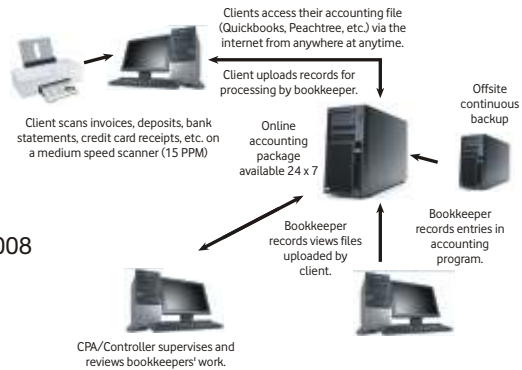 Clients access their accounting file
(Quickbooks, Peachtree, etc.) via the
internet from anywhere at anytime.
Client uploads records for
processing by bookkeeper.
Client scans invoices, deposits, bank
statements, credit card receipts, etc. on
a medium speed scanner (15 PPM)
Online
accounting
package
available 24 x 7
Offsite
continuous
backup
008
Bookkeeper
records views files
uploaded by
client.
Bookkeeper
records entries in
accounting
program.
CPA/Controller supervises and
reviews bookkeepers' work.